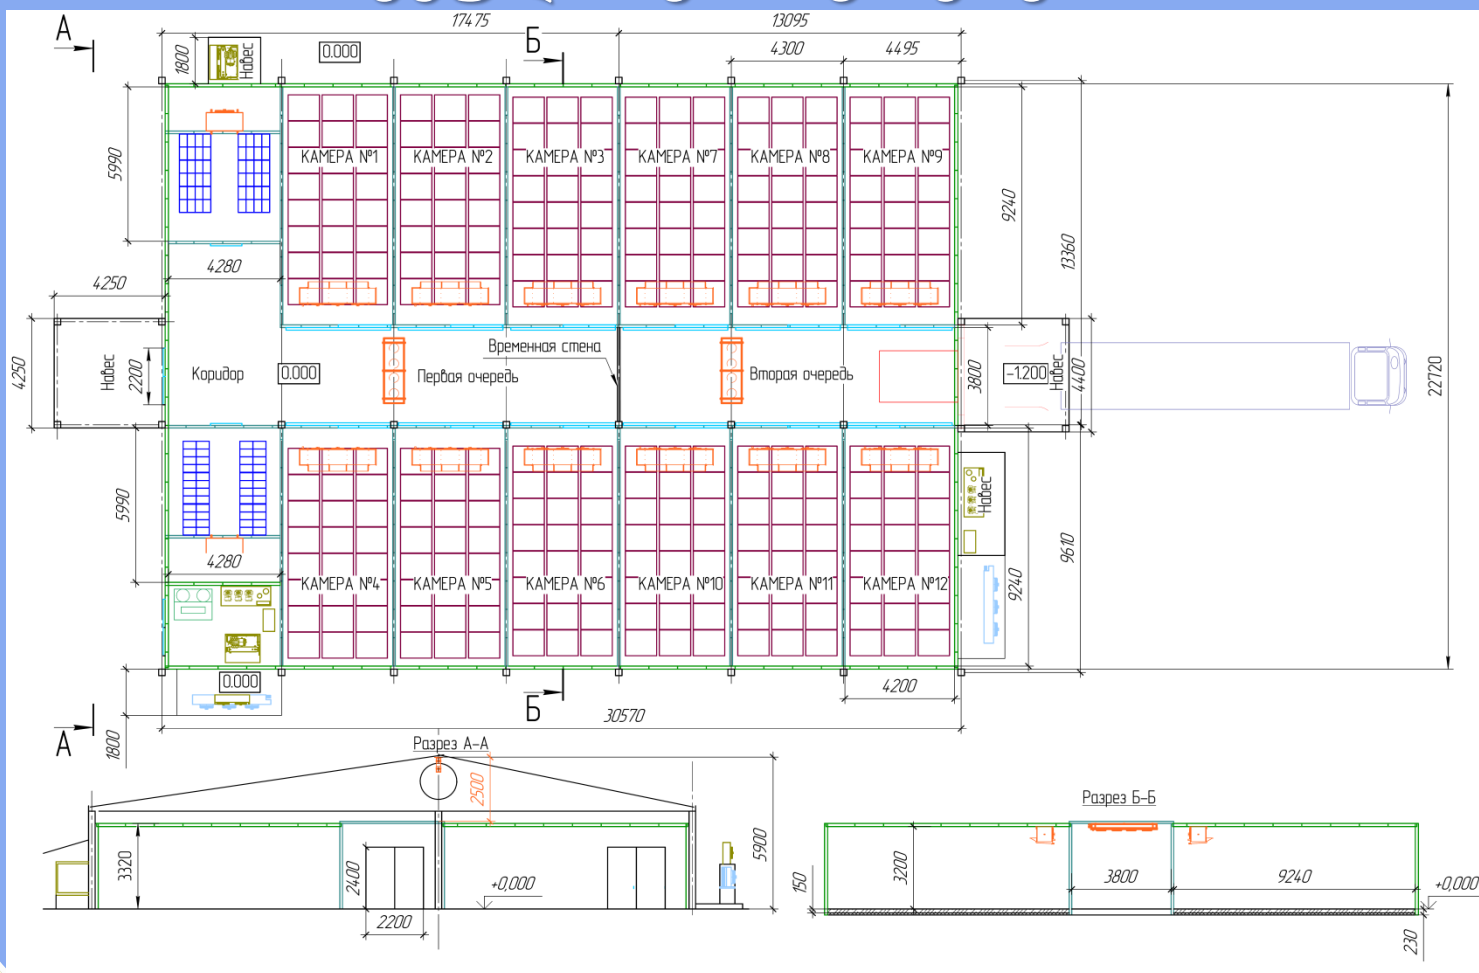 17475
13095
А
Б
0.000
4300
4495
1800
Навес
КАМЕРА №1
КАМЕРА №2
КАМЕРА №3
КАМЕРА №7
КАМЕРА №8
КАМЕРА №9
5990
9240
13360
4280
4250
4250
Навес
2200
Коридор
0.000
Первая очередь
Временная стена
Вторая очередь
3800
-1.200
Навес
4400
22720
5990
4280
Навес
9610
9240
КАМЕРА №4
КАМЕРА №5
КАМЕРА №6
КАМЕРА №10
КАМЕРА №11
КАМЕРА №12
0.000
4200
Б
30570
А
1800
Разрез А-А
2500
3320
2400
2200
+0,000
5900
Разрез Б-Б
150
3200
3800
9240
+0,000
230